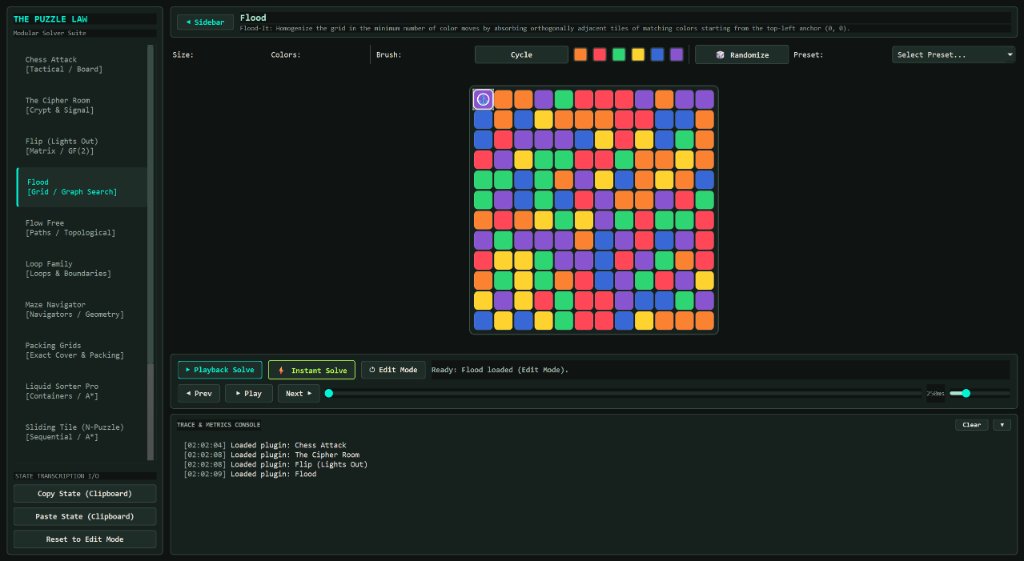 THE PUZZLE LAW
Modular Solver Suite
Chess Attack
[Tactical / Board]
The Cipher Room
[Crypt & Signal]
Flip (Lights Out)
[Matrix / GF(2)]
Flood
[Grid / Graph Search]
Flow Free
[Paths / Topological]
Loop Family
[Loops & Boundaries]
Maze Navigator
[Navigators / Geometry]
Packing Grids
[Exact Cover & Packing]
Liquid Sorter Pro
[Containers / A*]
Sliding Tile (N-Puzzle)
[Sequential / A*]
STATE TRANSCRIPTION I/O
Copy State (Clipboard)
Paste State (Clipboard)
Reset to Edit Mode
◄ Sidebar
Flood
Flood-It: Homogenize the grid in the minimum number of color moves by absorbing orthogonally adjacent tiles of matching colors starting from the top-left anchor (0, 0).
Size:
Colors:
Brush:
Cycle
Randomize
Preset:
Select Preset...
► Playback Solve
Instant Solve
Edit Mode
Ready: Flood loaded (Edit Mode).
◄ Prev
► Play
Next ►
250ms
TRACE & METRICS CONSOLE
Clear
▼
[02:02:04] Loaded plugin: Chess Attack
[02:02:08] Loaded plugin: The Cipher Room
[02:02:08] Loaded plugin: Flip (Lights Out)
[02:02:09] Loaded plugin: Flood